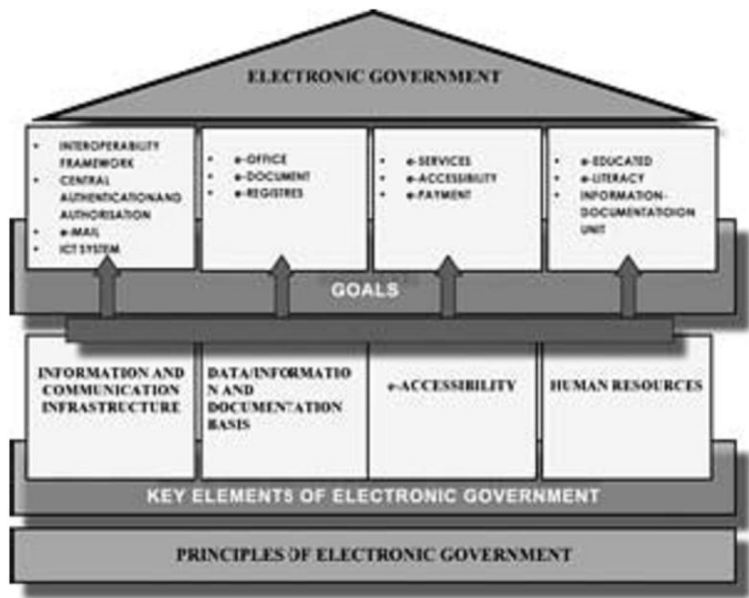 ELECTRONIC GOVERNMENT
• INTEROPERABILITY
FRAMEWORK
• CENTRAL
AUTHENTICATIONAND
AUTHORISATION
• e-MAIL
• ICT SYSTEM
• e-OFFICE
• e-DOCUMENT
• e-REGISTRES
• e-SERVICES
• e-ACCESSIBILITY
• e-PAYMENT
• e-EDUCATED
• e-LITERACY
• INFORMATION-
DOCUMENTATOION
UNIT
GOALS
INFORMATION AND
COMMUNICATION
INFRASTRUCTURE
DATA/INFORMATIO
N AND
DOCUMENTATION
BASIS
e-ACCESSIBILITY
HUMAN RESOURCES
KEY ELEMENTS OF ELECTRONIC GOVERNMENT
PRINCIPLES OF ELECTRONIC GOVERNMENT